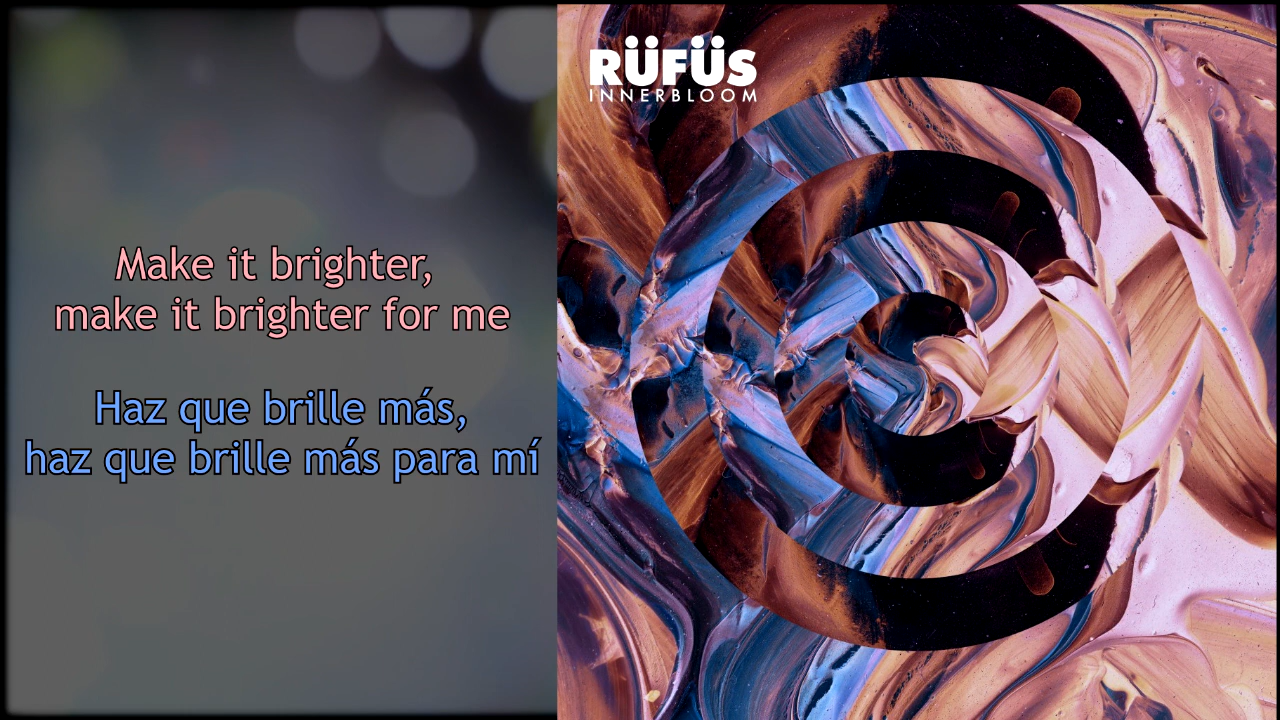 RÜFÜS
INNERBLOOM
Make it brighter,
make it brighter for me
Haz que brille más,
haz que brille más para mí